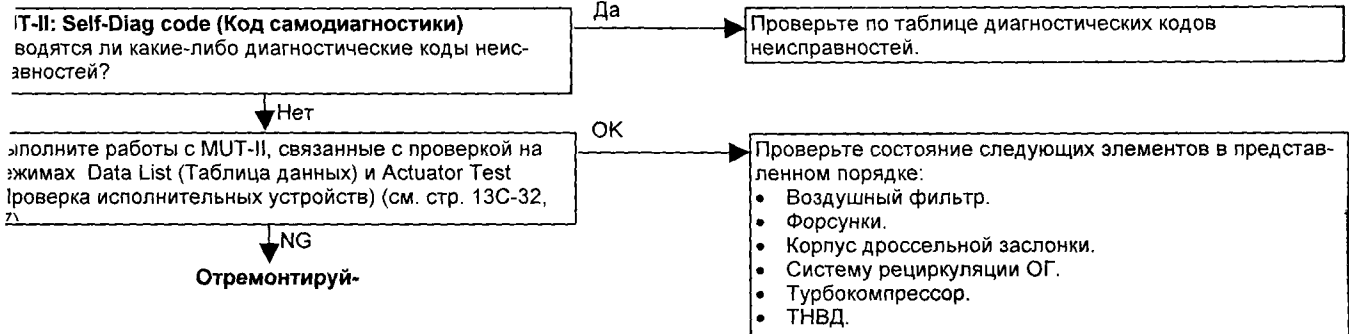 IT-II: Self-Diag code (Код самодиагностики)
водятся ли какие-либо диагностические коды неис-
равностей?
Да
Проверьте по таблице диагностических кодов
неисправностей.
Нет
ыполните работы с MUT-II, связанные с проверкой на
ежимах Data List (Таблица данных) и Actuator Test
Проверка исполнительных устройств) (см. стр. 13C-32,
OK
Проверьте состояние следующих элементов в представ-
ленном порядке:
• Воздушный фильтр.
• Форсунки.
• Корпус дроссельной заслонки.
• Систему рециркуляции ОГ.
• Турбокомпрессор.
• ТНВД.
NG
Отремонтируй-